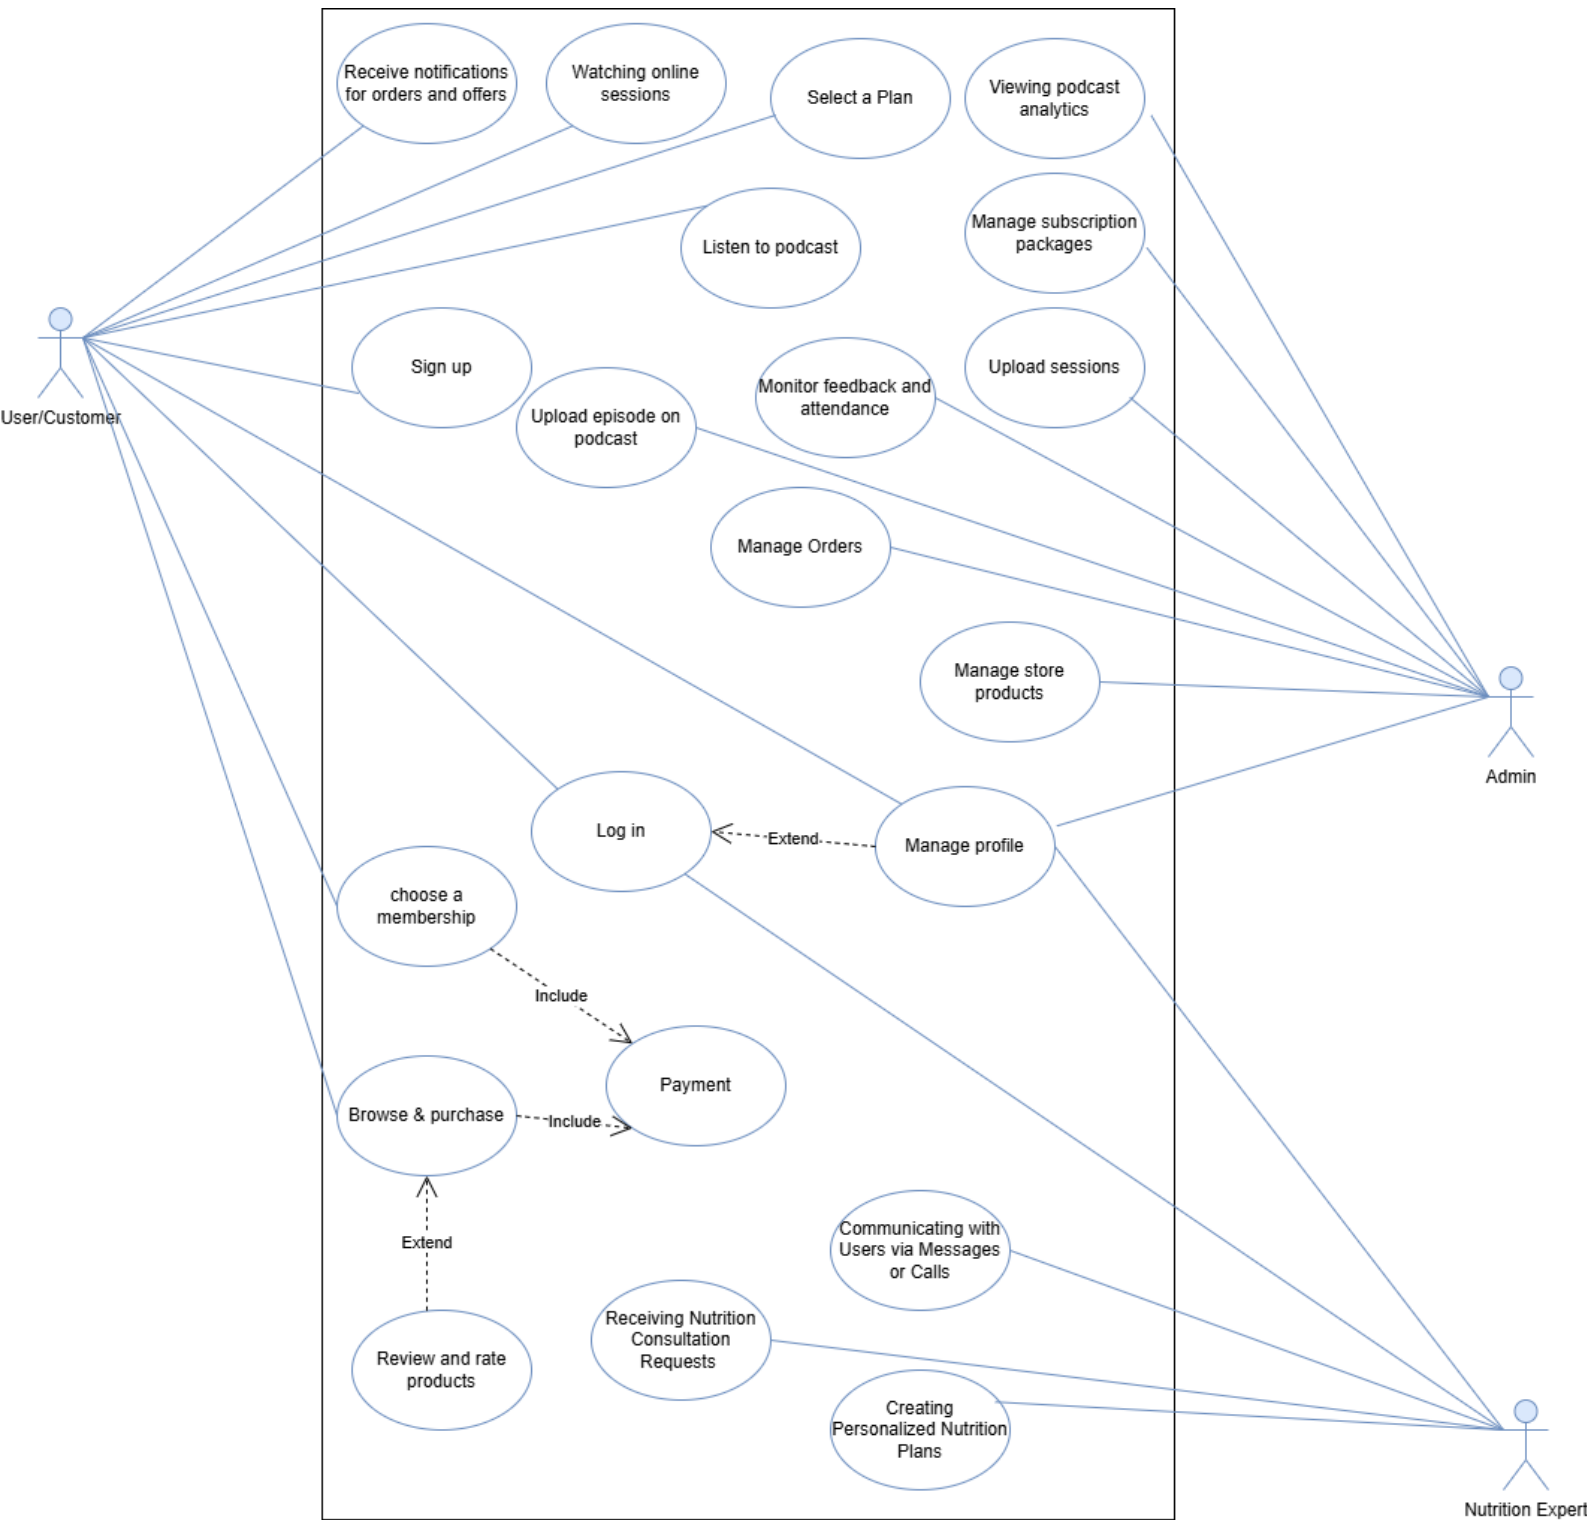 Receive notifications
for orders and offers
Watching online
sessions
Select a Plan
Viewing podcast
analytics
Manage subscription
packages
Listen to podcast
Sign up
Upload sessions
Monitor feedback and
attendance
User/Customer
Upload episode on
podcast
Manage Orders
Manage store
products
Admin
Log in
Extend
Manage profile
choose a
membership
Include
Payment
Browse & purchase
Include
Extend
Communicating with
Users via Messages
or Calls
Receiving Nutrition
Consultation
Requests
Review and rate
products
Creating
Personalized Nutrition
Plans
Nutrition Expert